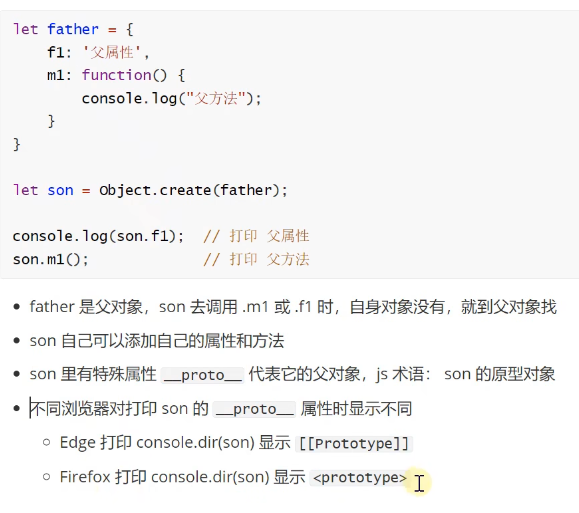 let father = {
    f1: '父属性',
    m1: function() {
        console.log("父方法");
    }
}
let son = Object.create(father);
console.log(son.f1);  // 打印 父属性
son.m1();             // 打印 父方法
• father 是父对象，son 去调用 .m1 或 .f1 时，自身对象没有，就到父对象找
• son 自己可以添加自己的属性和方法
• son 里有特殊属性 __proto__ 代表它的父对象，js 术语： son 的原型对象
• 不同浏览器对打印 son 的 __proto__ 属性时显示不同
○ Edge 打印 console.dir(son) 显示 [[Prototype]]
○ Firefox 打印 console.dir(son) 显示 <prototype>